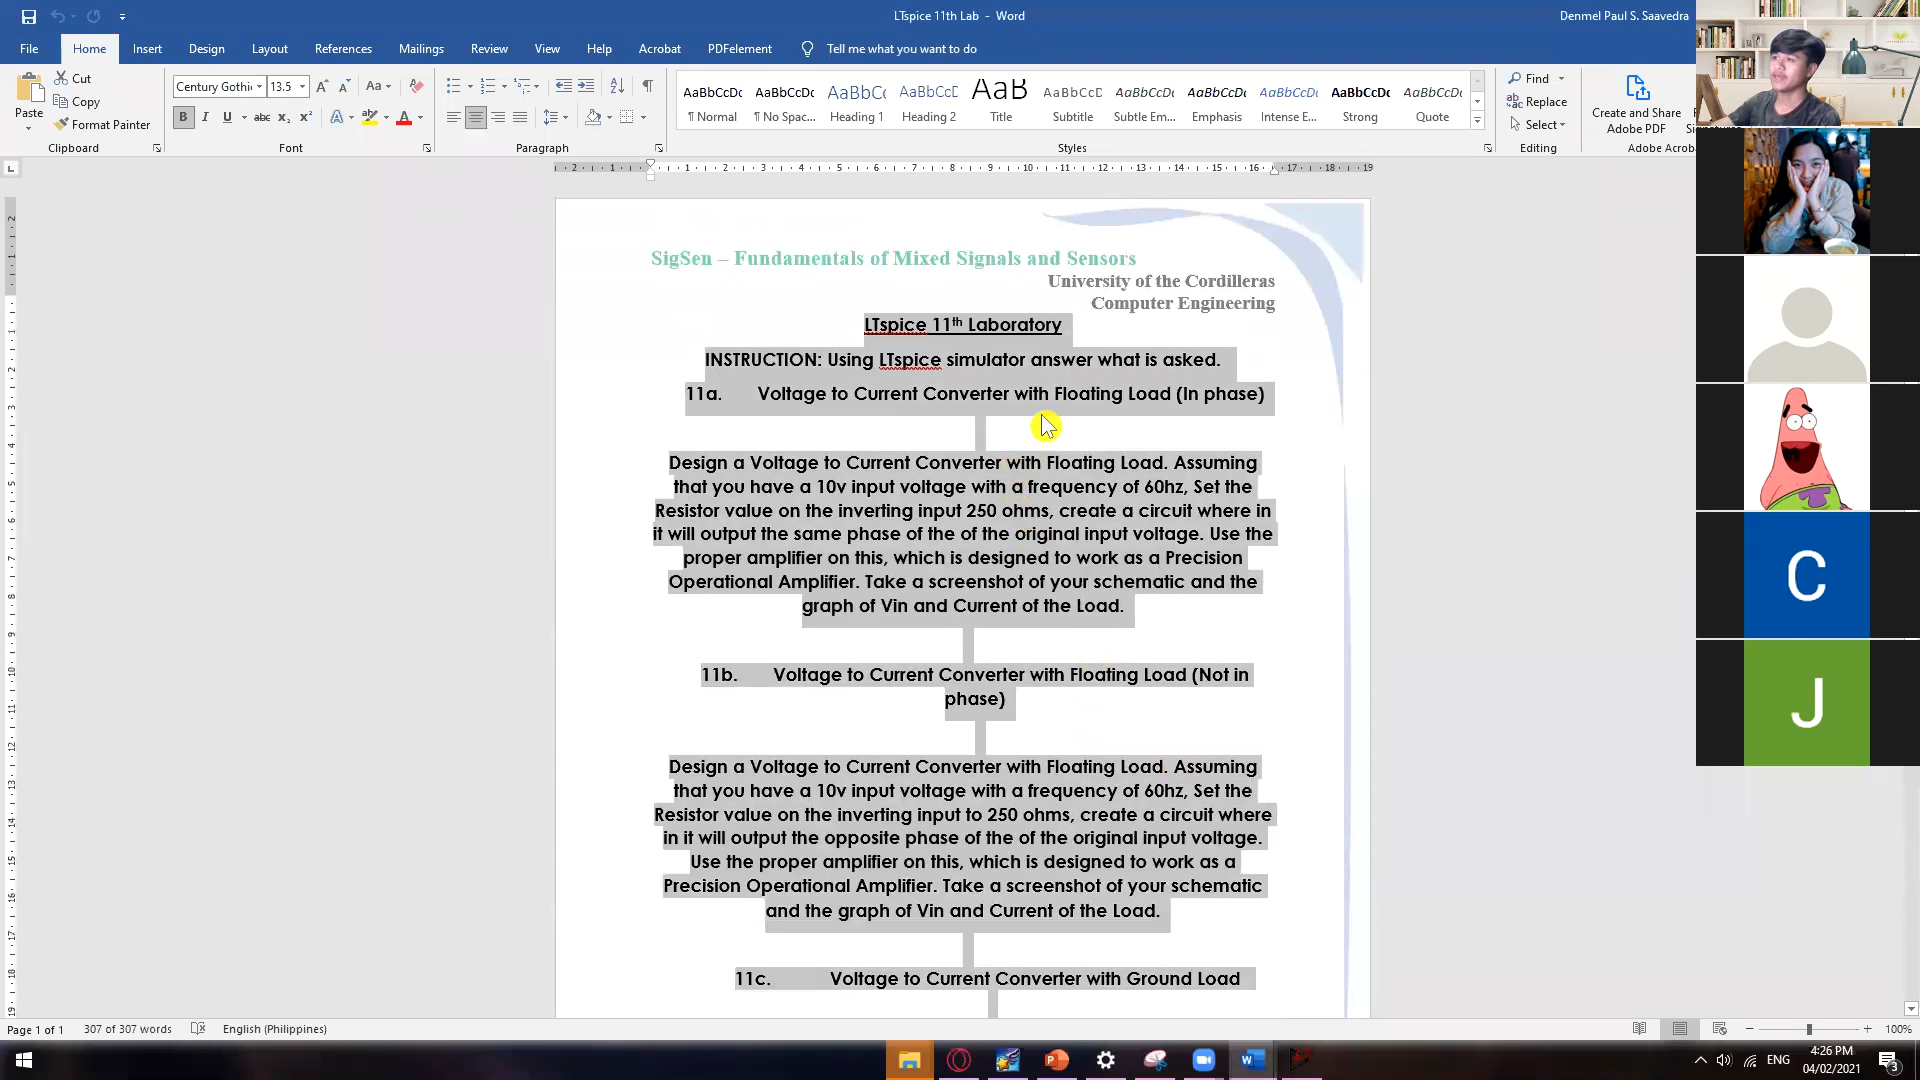 LTspice 11th Lab - Word
Denmel Paul S. Saavedra
File Home Insert Design Layout References Mailings Review View Help Acrobat PDFelement Tell me what you want to do
Paste
Cut
Copy
Format Painter
Clipboard
Century Gothi 13.5
Font
Paragraph
AaBbCcDc AaBbCcDc AaBbCc AaBbCcD AaB AaBbCcD AaBbCcDc AaBbCcDc AaBbCcDc AaBbCcDc AaBbCcDc
¶ Normal ¶ No Spac... Heading 1 Heading 2 Title Subtitle Subtle Em... Emphasis Intense E... Strong Quote
Styles
Find
Replace
Select
Editing
Create and Share
Adobe PDF
SigSen – Fundamentals of Mixed Signals and Sensors
University of the Cordilleras
Computer Engineering
LTspice 11th Laboratory
INSTRUCTION: Using LTspice simulator answer what is asked.
11a. Voltage to Current Converter with Floating Load (In phase)
Design a Voltage to Current Converter with Floating Load. Assuming
that you have a 10v input voltage with a frequency of 60hz, Set the
Resistor value on the inverting input 250 ohms, create a circuit where in
it will output the same phase of the of the original input voltage. Use the
proper amplifier on this, which is designed to work as a Precision
Operational Amplifier. Take a screenshot of your schematic and the
graph of Vin and Current of the Load.
11b. Voltage to Current Converter with Floating Load (Not in
phase)
Design a Voltage to Current Converter with Floating Load. Assuming
that you have a 10v input voltage with a frequency of 60hz, Set the
Resistor value on the inverting input to 250 ohms, create a circuit where
in it will output the opposite phase of the of the original input voltage.
Use the proper amplifier on this, which is designed to work as a
Precision Operational Amplifier. Take a screenshot of your schematic
and the graph of Vin and Current of the Load.
11c. Voltage to Current Converter with Ground Load
C
J
Page 1 of 1 307 of 307 words English (Philippines)
100%
ENG
4:26 PM
04/02/2021
3